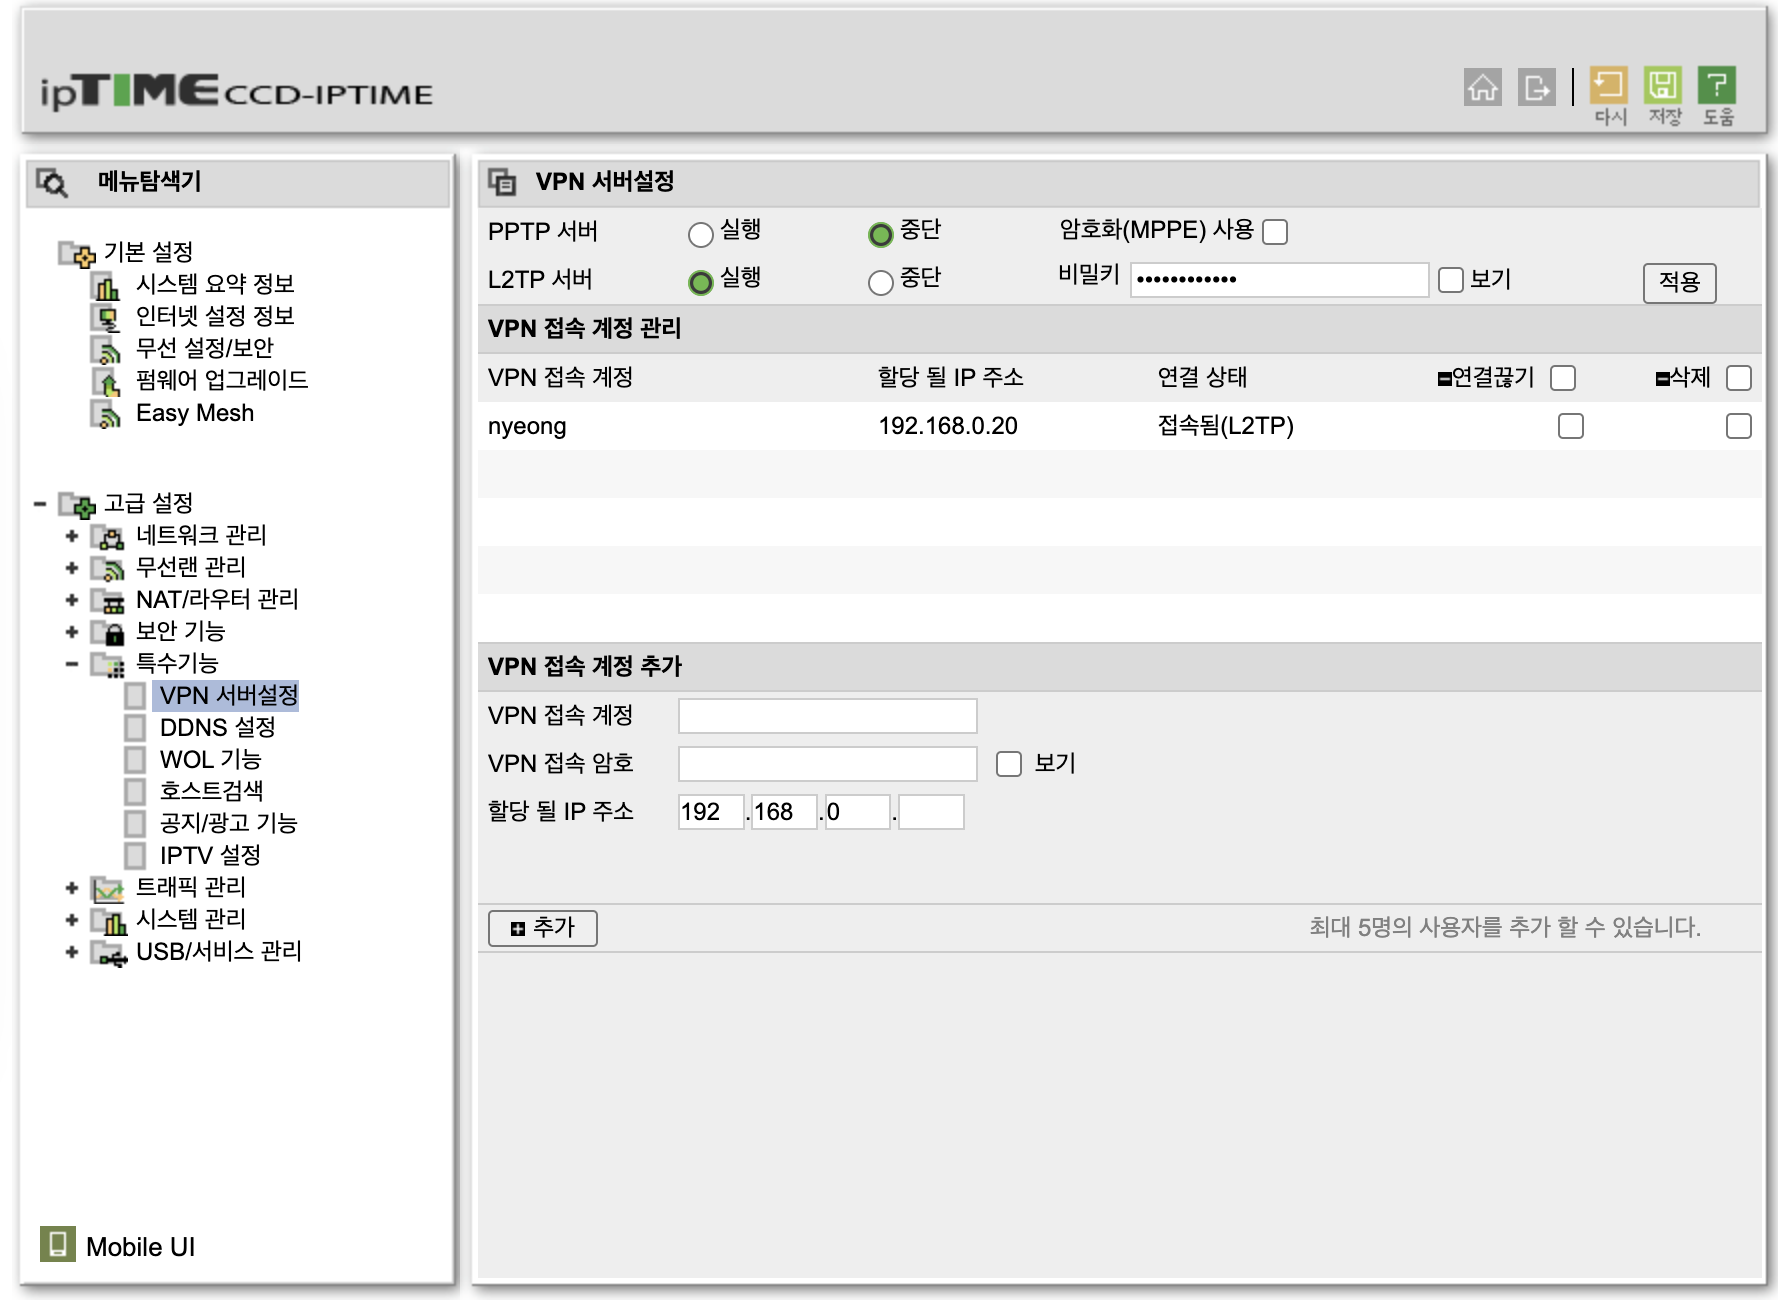 ipTIME CCD-IPTIME
다시 저장 도움
메뉴탐색기
기본 설정
시스템 요약 정보
인터넷 설정 정보
무선 설정/보안
펌웨어 업그레이드
Easy Mesh
고급 설정
네트워크 관리
무선랜 관리
NAT/라우터 관리
보안 기능
특수기능
VPN 서버설정
DDNS 설정
WOL 기능
호스트검색
공지/광고 기능
IPTV 설정
트래픽 관리
시스템 관리
USB/서비스 관리
Mobile UI
VPN 서버설정
PPTP 서버 실행 중단 암호화(MPPE) 사용
L2TP 서버 실행 중단 비밀키 •••••••••••• 보기 적용
VPN 접속 계정 관리
VPN 접속 계정 할당 될 IP 주소 연결 상태 연결끊기 삭제
nyeong 192.168.0.20 접속됨(L2TP)
VPN 접속 계정 추가
VPN 접속 계정
VPN 접속 암호 보기
할당 될 IP 주소 192 . 168 . 0 .
추가 최대 5명의 사용자를 추가 할 수 있습니다.